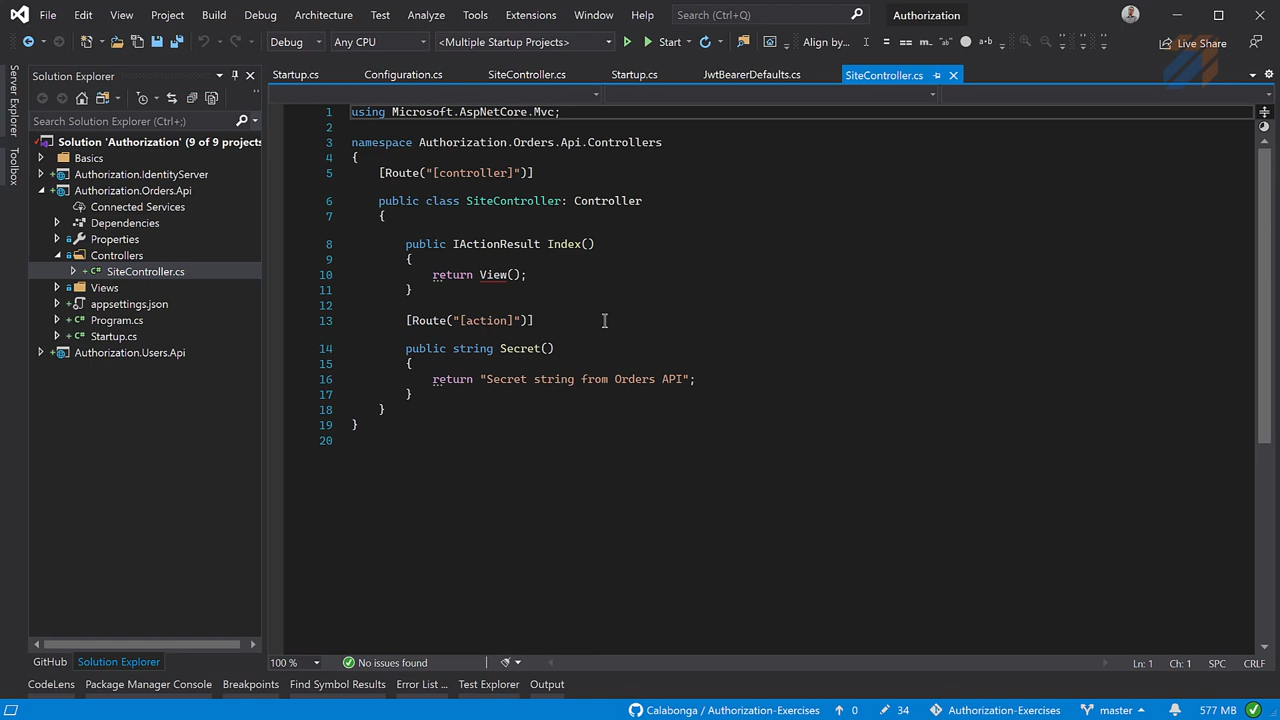 File Edit View Project Build Debug Architecture Test Analyze Tools Extensions Window Help Search (Ctrl+Q) Authorization
Debug Any CPU <Multiple Startup Projects> Start Align by... Live Share
Server Explorer
Toolbox
Solution Explorer
Search Solution Explorer (Ctrl+;)
Solution 'Authorization' (9 of 9 projects
Basics
Authorization.IdentityServer
Authorization.Orders.Api
Connected Services
Dependencies
Properties
Controllers
C# SiteController.cs
Views
appsettings.json
C# Program.cs
C# Startup.cs
Authorization.Users.Api
GitHub Solution Explorer
Startup.cs Configuration.cs SiteController.cs Startup.cs JwtBearerDefaults.cs SiteController.cs
1 using Microsoft.AspNetCore.Mvc;
2
3 namespace Authorization.Orders.Api.Controllers
4 {
5 [Route("[controller]")]
6 public class SiteController: Controller
7 {
8 public IActionResult Index()
9 {
10 return View();
11 }
12
13 [Route("[action]")]
14 public string Secret()
15 {
16 return "Secret string from Orders API";
17 }
18 }
19 }
20
100 % No issues found Ln: 1 Ch: 1 SPC CRLF
CodeLens Package Manager Console Breakpoints Find Symbol Results Error List ... Test Explorer Output
Calabonga / Authorization-Exercises 0 34 Authorization-Exercises master 577 MB